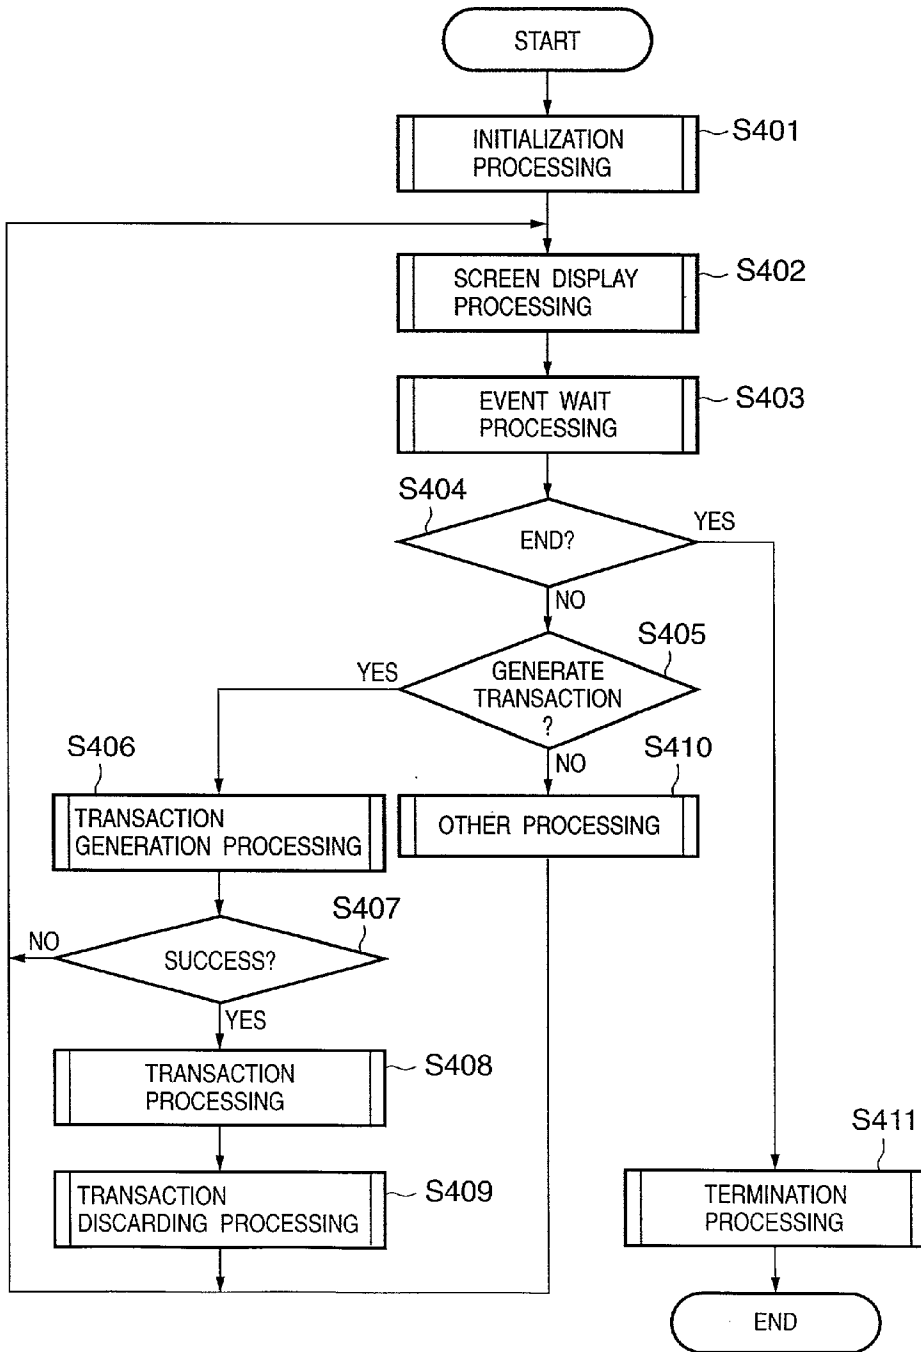 START
INITIALIZATION
PROCESSING
S401
SCREEN DISPLAY
PROCESSING
S402
EVENT WAIT
PROCESSING
S403
S404
END?
YES
NO
S405
GENERATE
TRANSACTION
?
YES
NO
S406
TRANSACTION
GENERATION PROCESSING
S410
OTHER PROCESSING
S407
SUCCESS?
NO
YES
TRANSACTION
PROCESSING
S408
TRANSACTION
DISCARDING PROCESSING
S409
S411
TERMINATION
PROCESSING
END